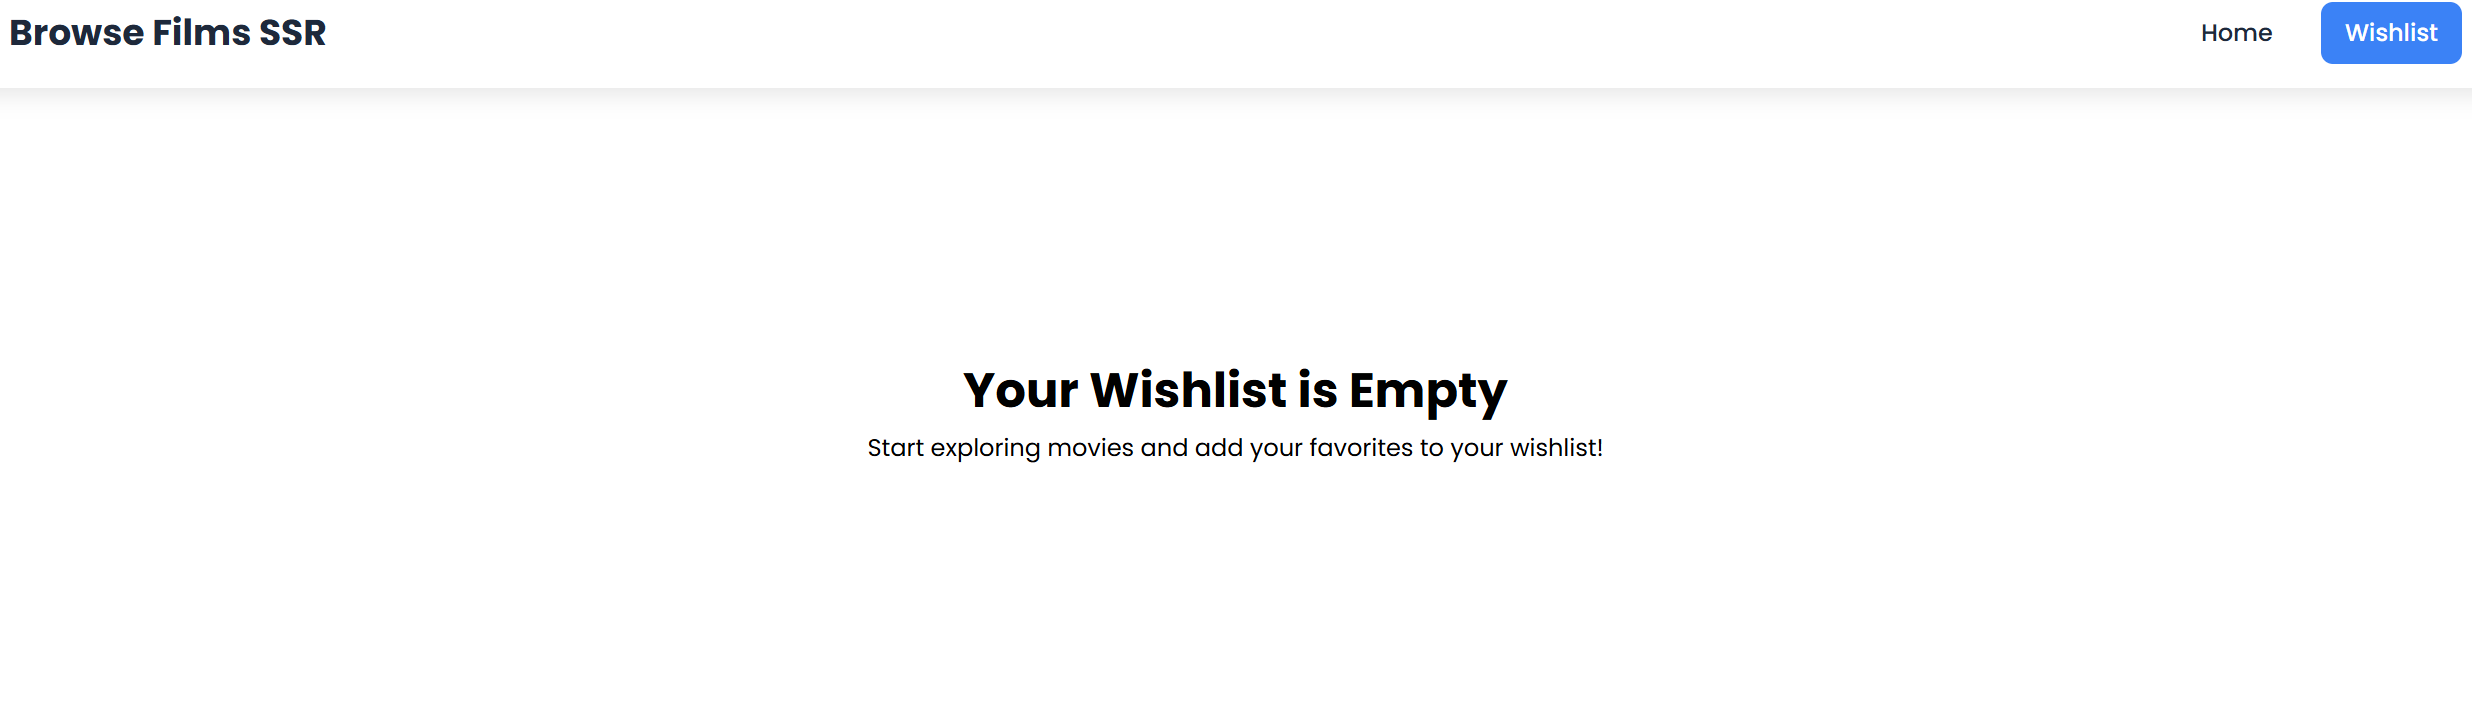 Browse Films SSR
Home
Wishlist
Your Wishlist is Empty
Start exploring movies and add your favorites to your wishlist!